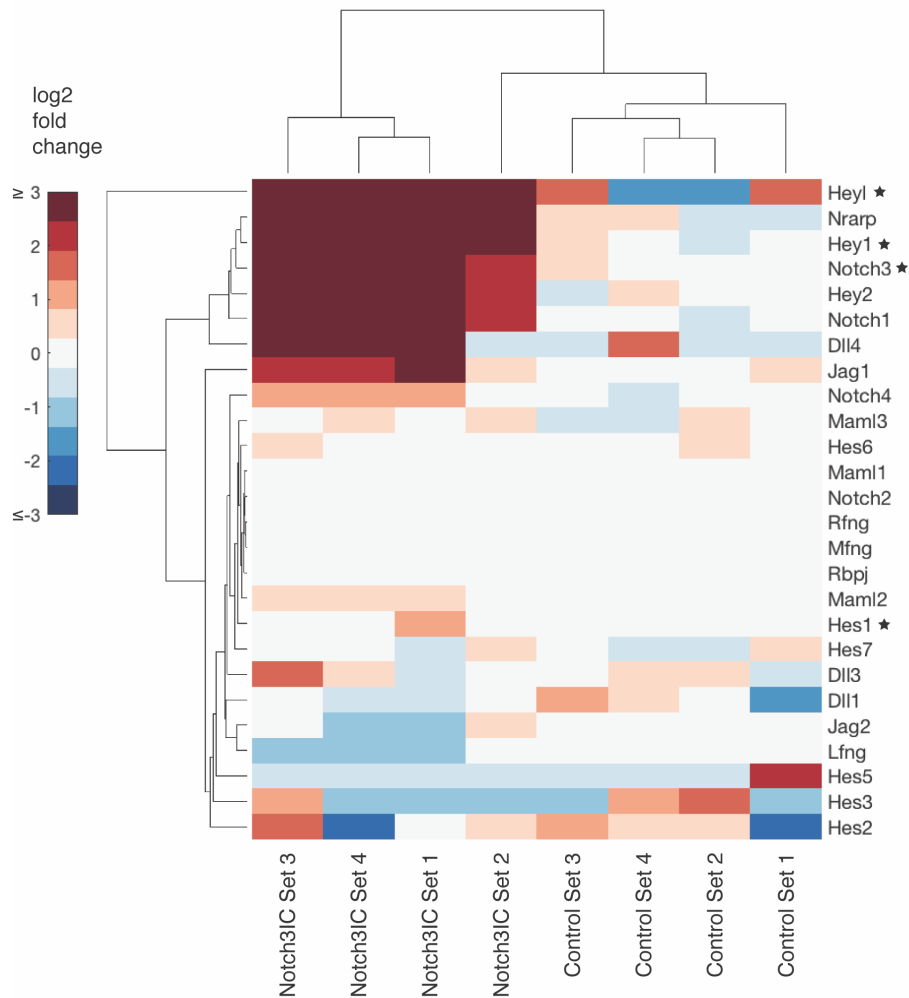 log2
fold
change
≥ 3
2
1
0
-1
-2
≤-3
Heyl ★
Nrarp
Hey1 ★
Notch3 ★
Hey2
Notch1
Dll4
Jag1
Notch4
Maml3
Hes6
Maml1
Notch2
Rfng
Mfng
Rbpj
Maml2
Hes1 ★
Hes7
Dll3
Dll1
Jag2
Lfng
Hes5
Hes3
Hes2
Notch3IC Set 3
Notch3IC Set 4
Notch3IC Set 1
Notch3IC Set 2
Control Set 3
Control Set 4
Control Set 2
Control Set 1